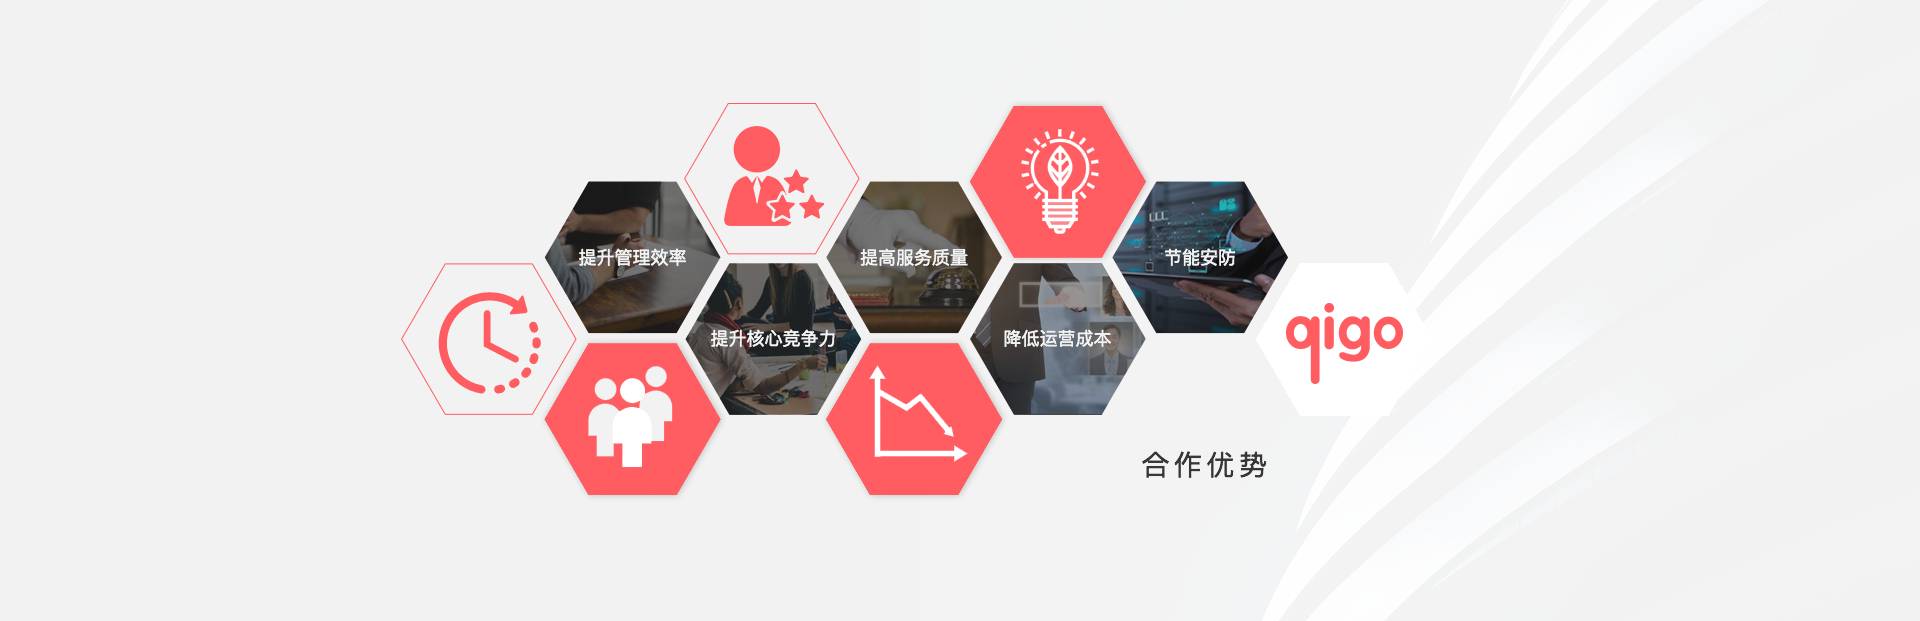 提升管理效率
提高服务质量
节能安防
提升核心竞争力
降低运营成本
qigo
合作优势